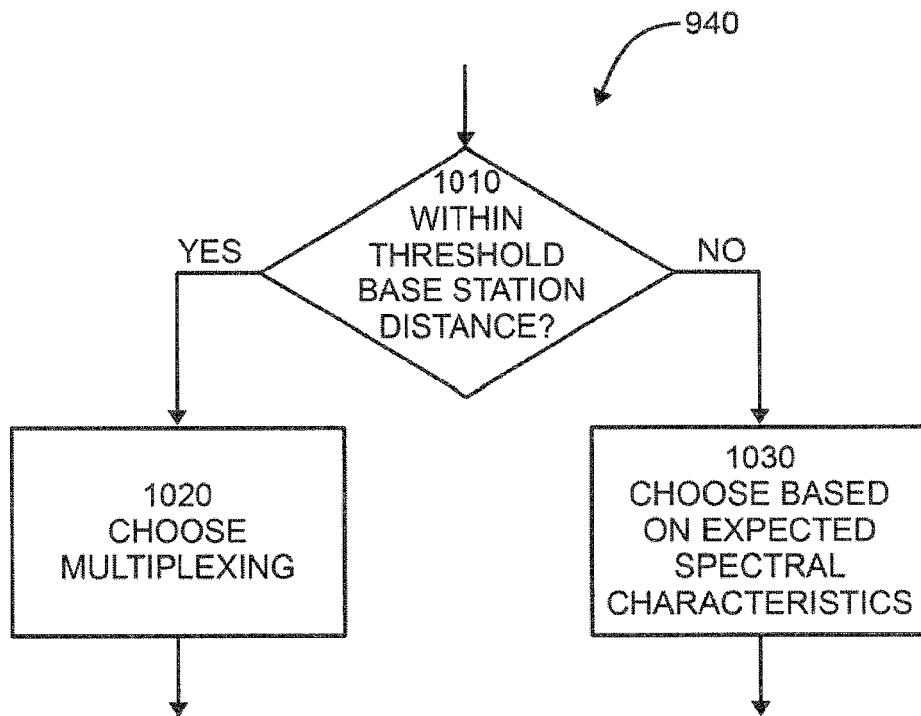 940
1010
WITHIN
THRESHOLD
BASE STATION
DISTANCE?
YES
NO
1020
CHOOSE
MULTIPLEXING
1030
CHOOSE BASED
ON EXPECTED
SPECTRAL
CHARACTERISTICS